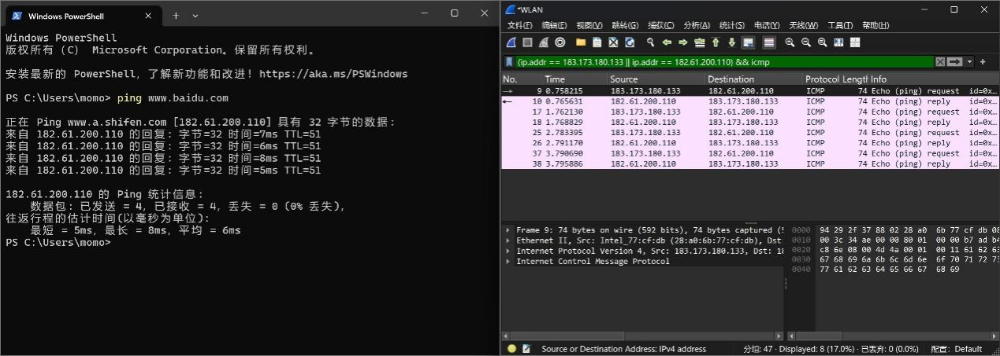 Windows PowerShell
Windows PowerShell
版权所有 (C) Microsoft Corporation。保留所有权利。
安装最新的 PowerShell，了解新功能和改进！https://aka.ms/PSWindows
PS C:\Users\momo> ping www.baidu.com
正在 Ping www.a.shifen.com [182.61.200.110] 具有 32 字节的数据:
来自 182.61.200.110 的回复: 字节=32 时间=7ms TTL=51
来自 182.61.200.110 的回复: 字节=32 时间=6ms TTL=51
来自 182.61.200.110 的回复: 字节=32 时间=8ms TTL=51
来自 182.61.200.110 的回复: 字节=32 时间=5ms TTL=51
182.61.200.110 的 Ping 统计信息:
数据包: 已发送 = 4，已接收 = 4，丢失 = 0 (0% 丢失)，
往返行程的估计时间(以毫秒为单位):
最短 = 5ms，最长 = 8ms，平均 = 6ms
PS C:\Users\momo>
*WLAN
文件(F) 编辑(E) 视图(V) 跳转(G) 捕获(C) 分析(A) 统计(S) 电话(Y) 无线(W) 工具(T) 帮助(H)
(ip.addr == 183.173.180.133 || ip.addr == 182.61.200.110) && icmp
No. Time Source Destination Protocol Lengtl Info
9 0.758215 183.173.180.133 182.61.200.110 ICMP 74 Echo (ping) request id=0x…
10 0.765631 182.61.200.110 183.173.180.133 ICMP 74 Echo (ping) reply id=0x…
17 1.762130 183.173.180.133 182.61.200.110 ICMP 74 Echo (ping) request id=0x…
18 1.768829 182.61.200.110 183.173.180.133 ICMP 74 Echo (ping) reply id=0x…
25 2.783395 183.173.180.133 182.61.200.110 ICMP 74 Echo (ping) request id=0x…
26 2.791170 182.61.200.110 183.173.180.133 ICMP 74 Echo (ping) reply id=0x…
37 3.790690 183.173.180.133 182.61.200.110 ICMP 74 Echo (ping) request id=0x…
38 3.795886 182.61.200.110 183.173.180.133 ICMP 74 Echo (ping) reply id=0x…
Frame 9: 74 bytes on wire (592 bits), 74 bytes captured (5
Ethernet II, Src: Intel_77:cf:db (28:a0:6b:77:cf:db), Dst
Internet Protocol Version 4, Src: 183.173.180.133, Dst: 18
Internet Control Message Protocol
0000 94 29 2f 37 88 02 28 a0 6b 77 cf db 08
0010 00 3c 34 ae 00 00 80 01 00 00 b7 ad b4
0020 c8 6e 08 00 4d 4a 00 01 00 11 61 62 63
0030 67 68 69 6a 6b 6c 6d 6e 6f 70 71 72 73
0040 77 61 62 63 64 65 66 67 68 69
Source or Destination Address: IPv4 address 分组: 47 · Displayed: 8 (17.0%) · 已丢弃: 0 (0.0%) 配置: Default